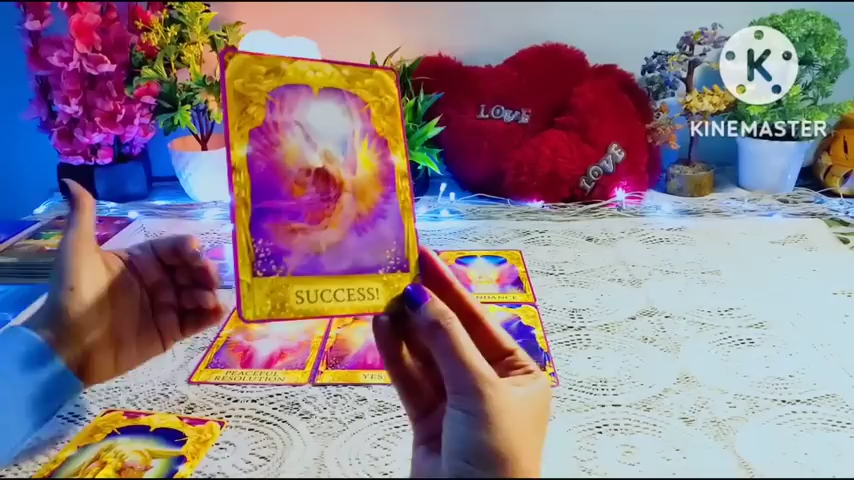 K
KINEMASTER
LOVE
LOVE
SUCCESS!
PEACEFUL
RESOLUTION
YES